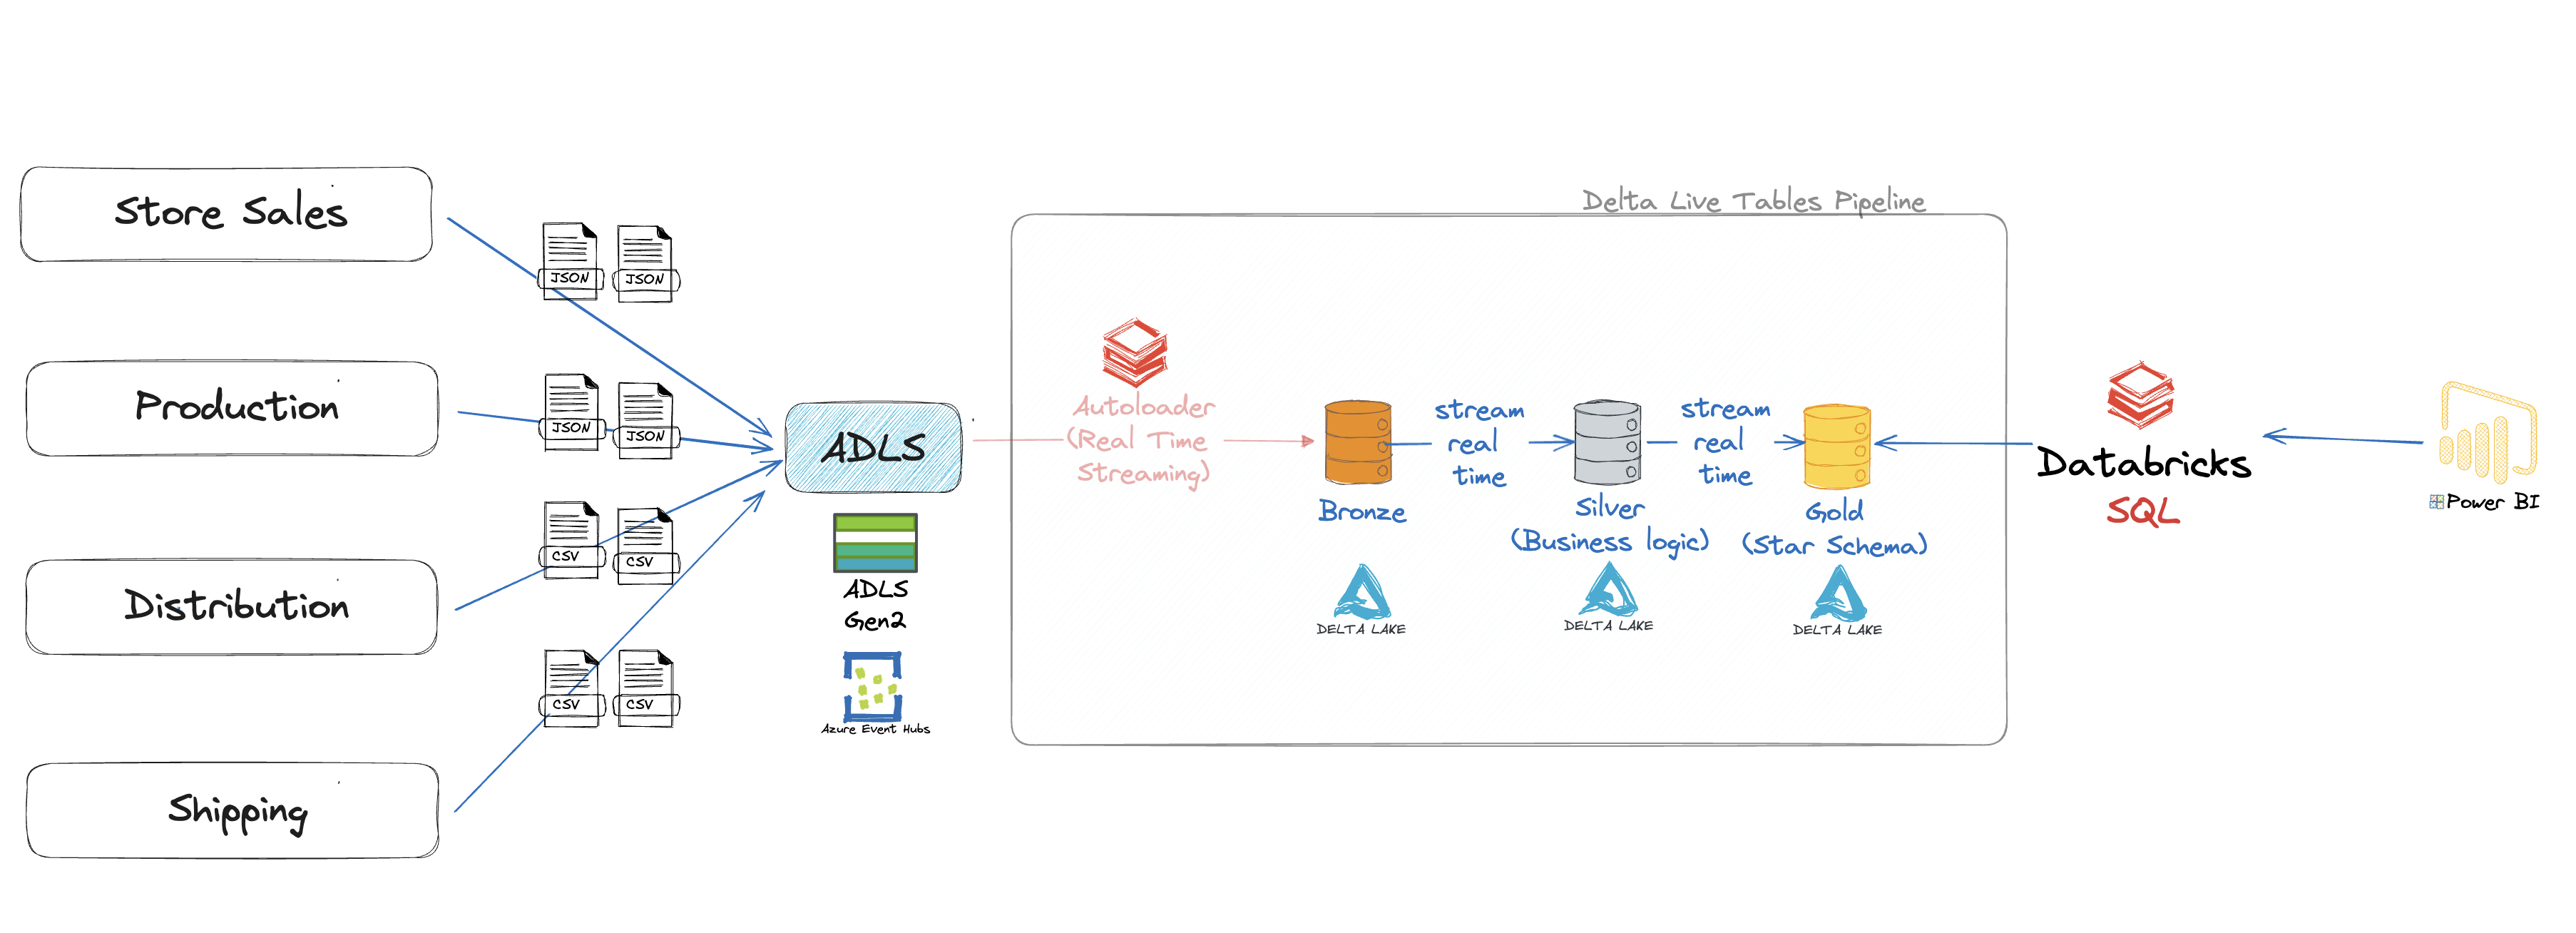 Store Sales
JSON
JSON
Production
JSON
JSON
Distribution
CSV
CSV
Shipping
CSV
CSV
ADLS
ADLS
Gen2
Azure Event Hubs
Delta Live Tables Pipeline
Autoloader
(Real Time
Streaming)
Bronze
DELTA LAKE
stream
real
time
Silver
(Business logic)
DELTA LAKE
stream
real
time
Gold
(Star Schema)
DELTA LAKE
Databricks
SQL
Power BI